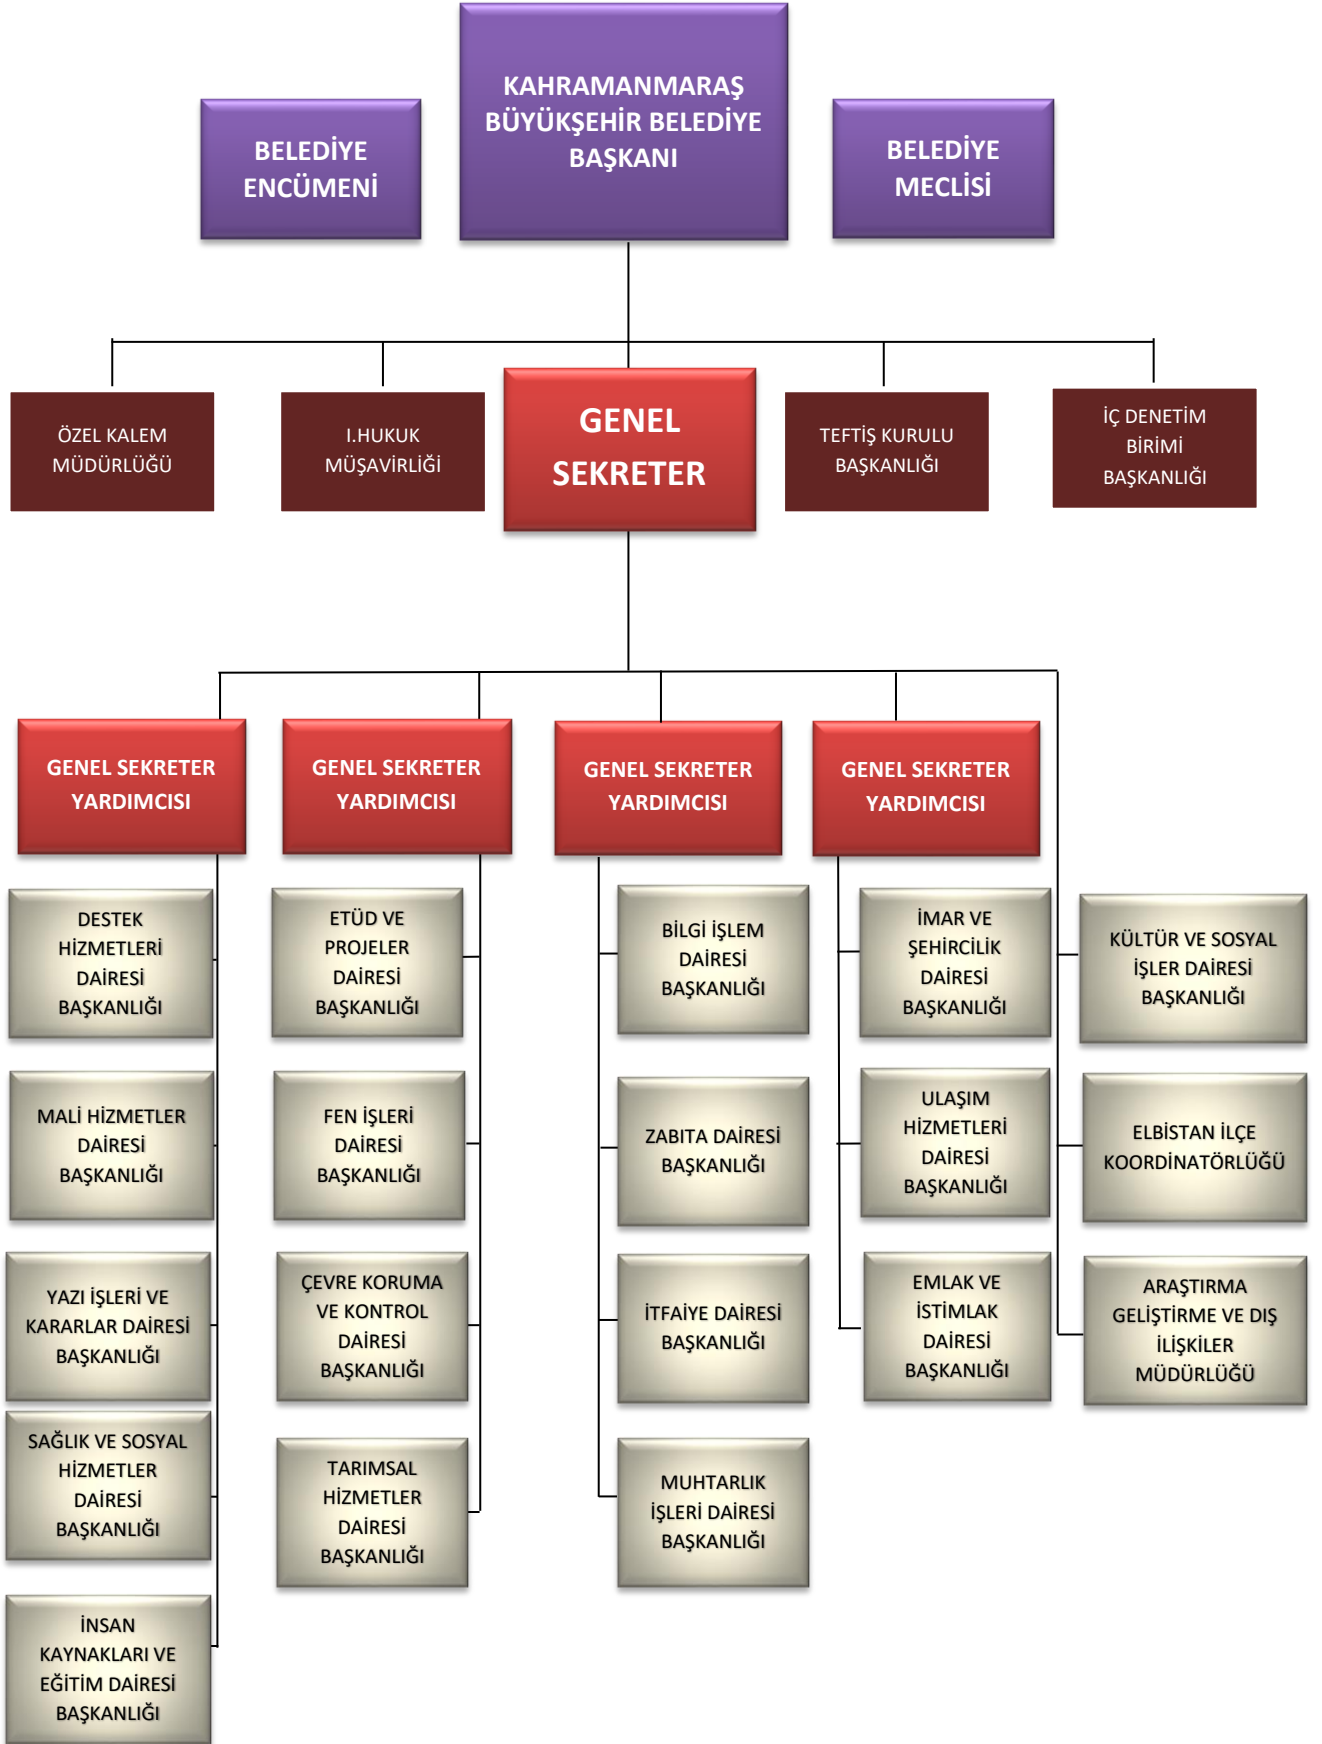 KAHRAMANMARAŞ
BÜYÜKŞEHİR BELEDİYE
BAŞKANI
BELEDİYE
ENCÜMENİ
BELEDİYE
MECLİSİ
ÖZEL KALEM
MÜDÜRLÜĞÜ
I.HUKUK
MÜŞAVİRLİĞİ
GENEL
SEKRETER
TEFTİŞ KURULU
BAŞKANLIĞI
İÇ DENETİM
BİRİMİ
BAŞKANLIĞI
GENEL SEKRETER
YARDIMCISI
GENEL SEKRETER
YARDIMCISI
GENEL SEKRETER
YARDIMCISI
GENEL SEKRETER
YARDIMCISI
DESTEK
HİZMETLERİ
DAİRESİ
BAŞKANLIĞI
ETÜD VE
PROJELER
DAİRESİ
BAŞKANLIĞI
BİLGİ İŞLEM
DAİRESİ
BAŞKANLIĞI
İMAR VE
ŞEHİRCİLİK
DAİRESİ
BAŞKANLIĞI
KÜLTÜR VE SOSYAL
İŞLER DAİRESİ
BAŞKANLIĞI
MALİ HİZMETLER
DAİRESİ
BAŞKANLIĞI
FEN İŞLERİ
DAİRESİ
BAŞKANLIĞI
ZABITA DAİRESİ
BAŞKANLIĞI
ULAŞIM
HİZMETLERİ
DAİRESİ
BAŞKANLIĞI
ELBİSTAN İLÇE
KOORDİNATÖRLÜĞÜ
YAZI İŞLERİ VE
KARARLAR DAİRESİ
BAŞKANLIĞI
ÇEVRE KORUMA
VE KONTROL
DAİRESİ
BAŞKANLIĞI
İTFAİYE DAİRESİ
BAŞKANLIĞI
EMLAK VE
İSTİMLAK
DAİRESİ
BAŞKANLIĞI
ARAŞTIRMA
GELİŞTİRME VE DIŞ
İLİŞKİLER
MÜDÜRLÜĞÜ
SAĞLIK VE SOSYAL
HİZMETLER
DAİRESİ
BAŞKANLIĞI
TARIMSAL
HİZMETLER
DAİRESİ
BAŞKANLIĞI
MUHTARLIK
İŞLERİ DAİRESİ
BAŞKANLIĞI
İNSAN
KAYNAKLARI VE
EĞİTİM DAİRESİ
BAŞKANLIĞI